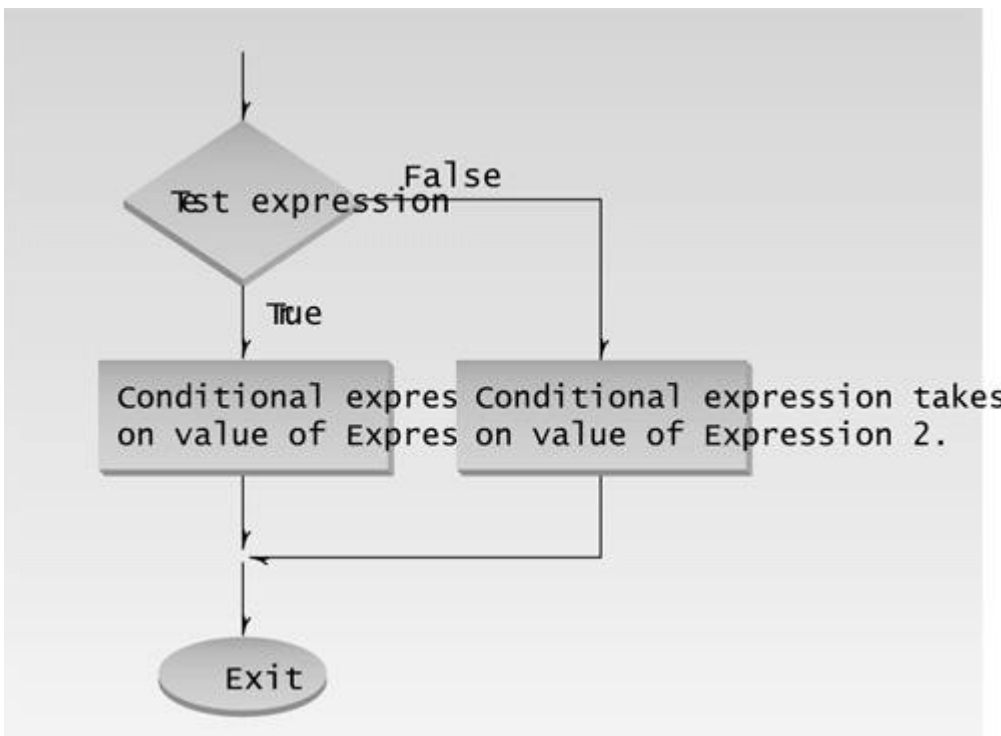 False
Test expression
True
Conditional expres
on value of Expres
Conditional expression takes
on value of Expression 2.
Exit